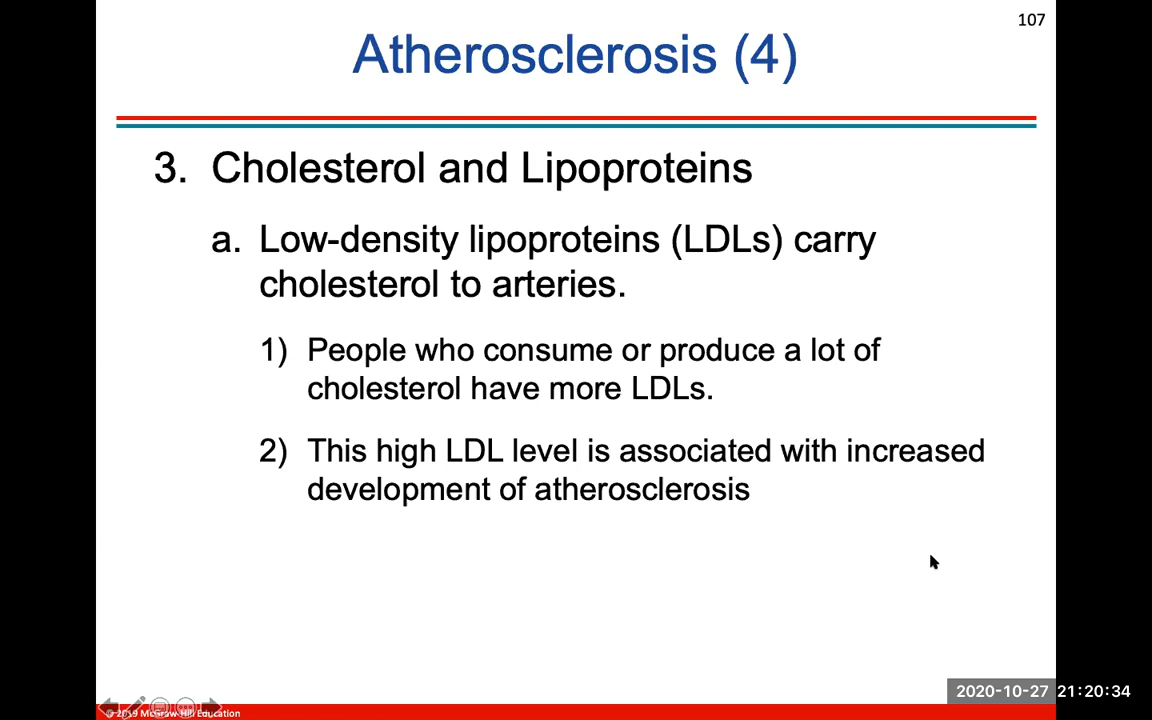 107
Atherosclerosis (4)
3. Cholesterol and Lipoproteins
a. Low-density lipoproteins (LDLs) carry
cholesterol to arteries.
1) People who consume or produce a lot of
cholesterol have more LDLs.
2) This high LDL level is associated with increased
development of atherosclerosis
2020-10-27 21:20:34
© 2019 McGraw-Hill Education